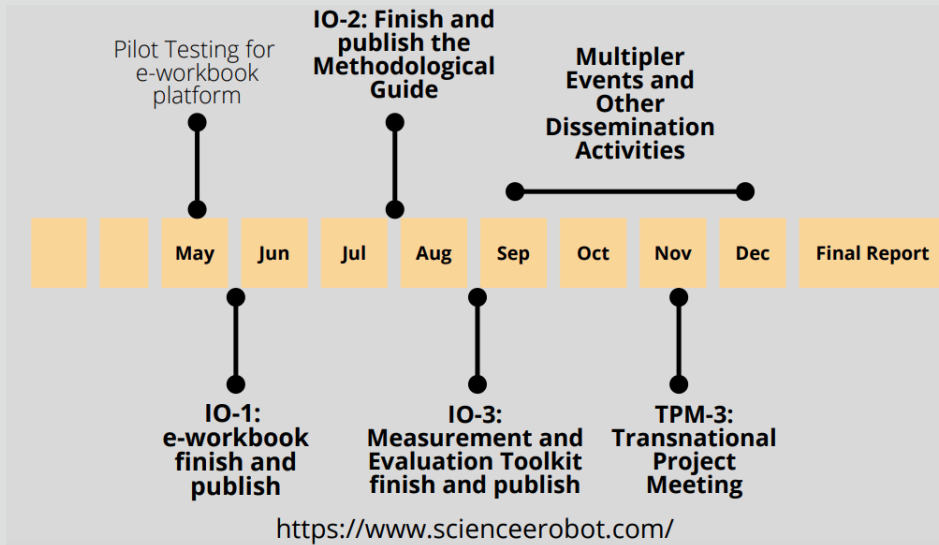 Pilot Testing for
e-workbook
platform
IO-2: Finish and
publish the
Methodological
Guide
Multipler
Events and
Other
Dissemination
Activities
May
Jun
Jul
Aug
Sep
Oct
Nov
Dec
Final Report
IO-1:
e-workbook
finish and
publish
IO-3:
Measurement and
Evaluation Toolkit
finish and publish
TPM-3:
Transnational
Project
Meeting
https://www.scienceerobot.com/